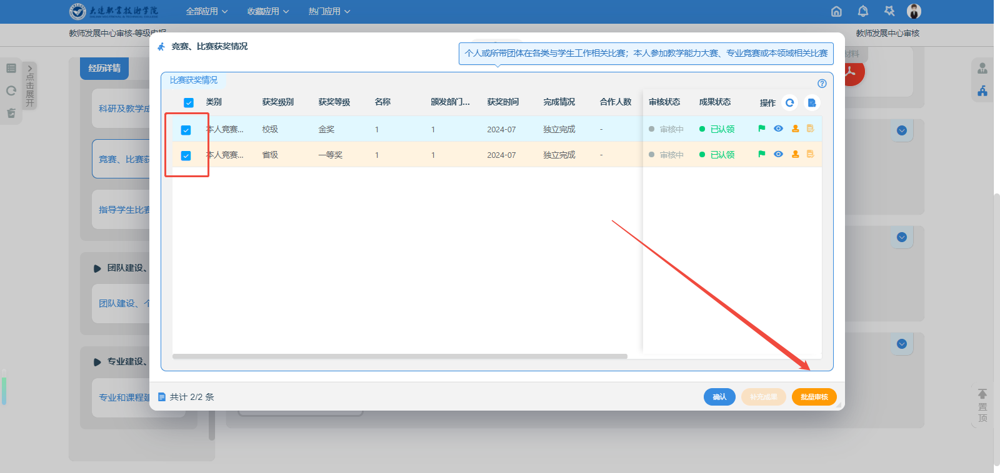 大连职业技术学院
全部应用
收藏应用
热门应用
教师发展中心审核-等级申报
教师发展中心审核
点击展开
经历详情
科研及教学成
竞赛、比赛获
指导学生比赛
团队建设、
团队建设、个
专业建设、
专业和课程建
材料
竞赛、比赛获奖情况
个人或所带团体在各类与学生工作相关比赛；本人参加教学能力大赛、专业竞赛或本领域相关比赛
比赛获奖情况
类别 获奖级别 获奖等级 名称 颁发部门... 获奖时间 完成情况 合作人数 审核状态 成果状态 操作
本人竞赛... 校级 金奖 1 1 2024-07 独立完成 - 审核中 已认领
本人竞赛... 省级 一等奖 1 1 2024-07 独立完成 - 审核中 已认领
共计 2/2 条
确认
补充成果
批量审核
置顶